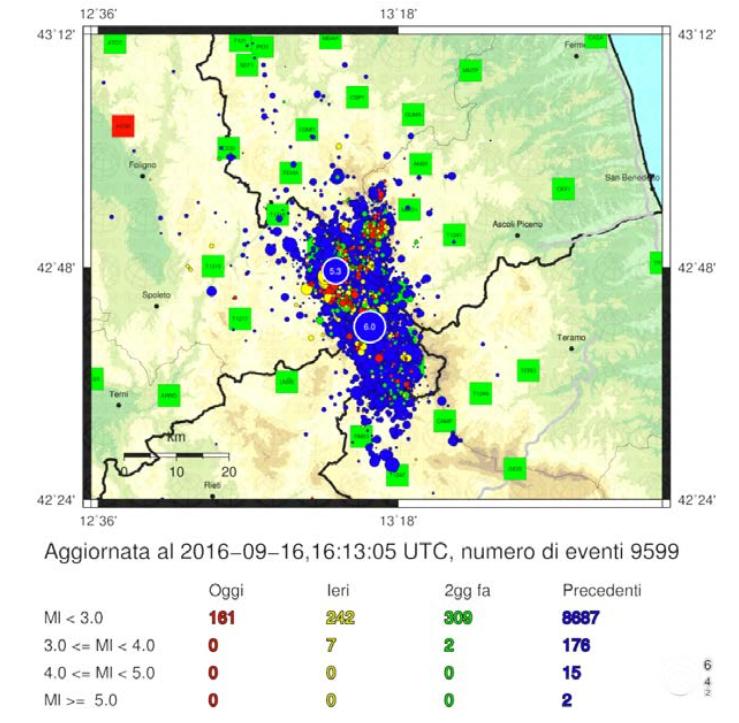 12˚36'
13˚18'
43˚12'
43˚12'
Fermo
Foligno
San Benedetto
Ascoli Piceno
42˚48'
42˚48'
5.3
6.0
Spoleto
Teramo
Terni
km
0
10
20
Rieti
42˚24'
42˚24'
12˚36'
13˚18'
Aggiornata al 2016−09−16,16:13:05 UTC, numero di eventi 9599
Oggi Ieri 2gg fa Precedenti
Ml < 3.0 161 242 309 8687
3.0 <= Ml < 4.0 0 7 2 176
4.0 <= Ml < 5.0 0 0 0 15
Ml >= 5.0 0 0 0 2
6
4
2